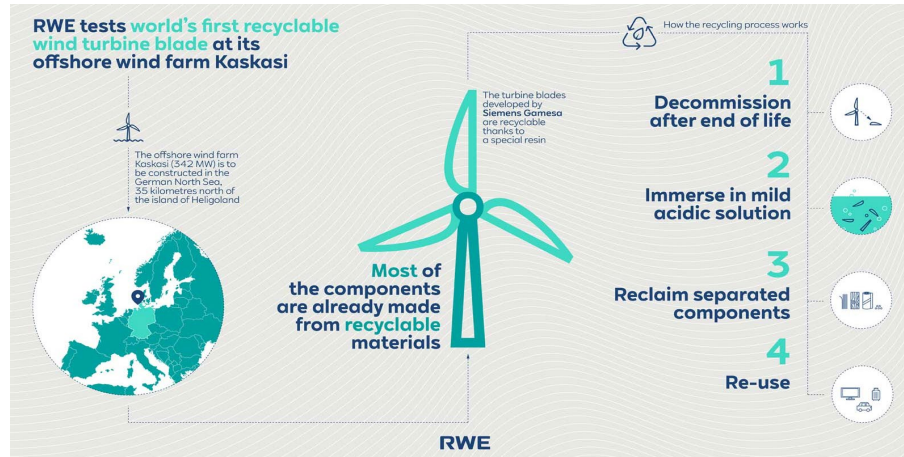 RWE tests world's first recyclable
wind turbine blade at its
offshore wind farm Kaskasi
The offshore wind farm
Kaskasi (342 MW) is to
be constructed in the
German North Sea,
35 kilometres north of
the island of Heligoland
The turbine blades
developed by
Siemens Gamesa
are recyclable
thanks to
a special resin
Most of
the components
are already made
from recyclable
materials
How the recycling process works
1
Decommission
after end of life
2
Immerse in mild
acidic solution
3
Reclaim separated
components
4
Re-use
RWE